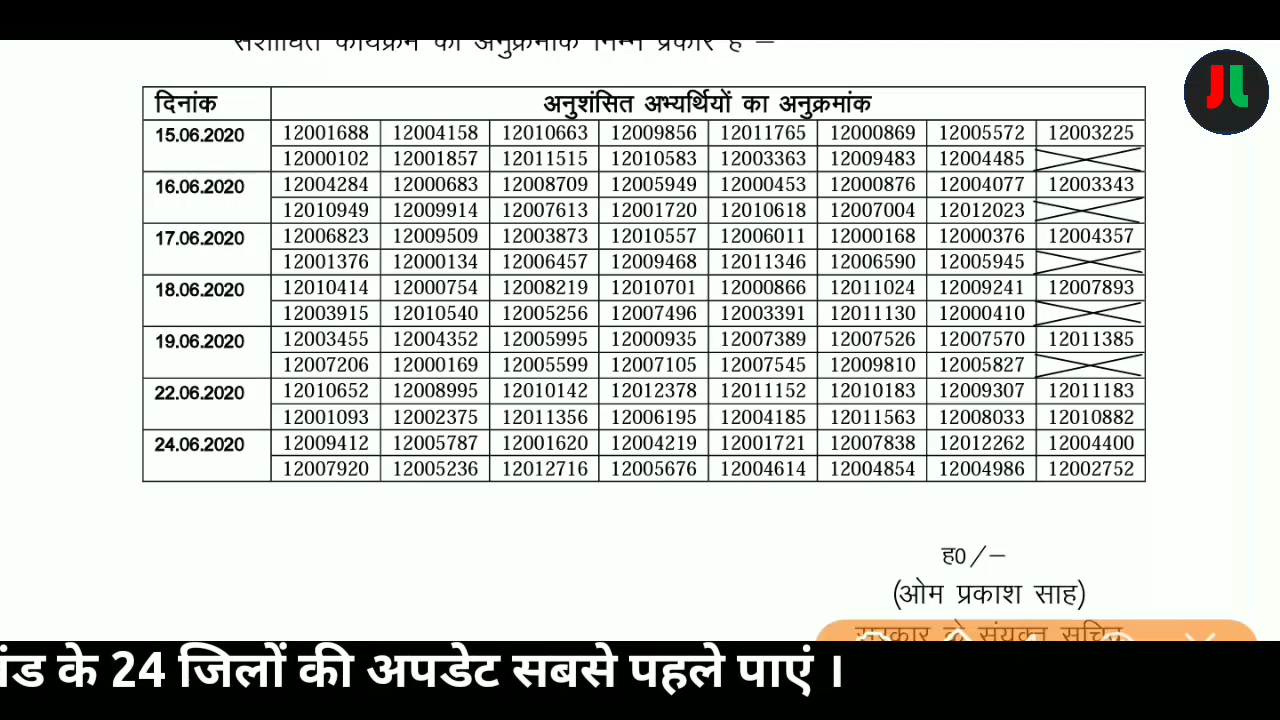 संशोधित कार्यक्रम का अनुक्रमांक निम्न प्रकार है –
दिनांक अनुशंसित अभ्यर्थियों का अनुक्रमांक
15.06.2020 12001688 12004158 12010663 12009856 12011765 12000869 12005572 12003225
12000102 12001857 12011515 12010583 12003363 12009483 12004485
16.06.2020 12004284 12000683 12008709 12005949 12000453 12000876 12004077 12003343
12010949 12009914 12007613 12001720 12010618 12007004 12012023
17.06.2020 12006823 12009509 12003873 12010557 12006011 12000168 12000376 12004357
12001376 12000134 12006457 12009468 12011346 12006590 12005945
18.06.2020 12010414 12000754 12008219 12010701 12000866 12011024 12009241 12007893
12003915 12010540 12005256 12007496 12003391 12011130 12000410
19.06.2020 12003455 12004352 12005995 12000935 12007389 12007526 12007570 12011385
12007206 12000169 12005599 12007105 12007545 12009810 12005827
22.06.2020 12010652 12008995 12010142 12012378 12011152 12010183 12009307 12011183
12001093 12002375 12011356 12006195 12004185 12011563 12008033 12010882
24.06.2020 12009412 12005787 12001620 12004219 12001721 12007838 12012262 12004400
12007920 12005236 12012716 12005676 12004614 12004854 12004986 12002752
ह0/–
(ओम प्रकाश साह)
सरकार के संयुक्त सचिव
ंड के 24 जिलों की अपडेट सबसे पहले पाएं ।